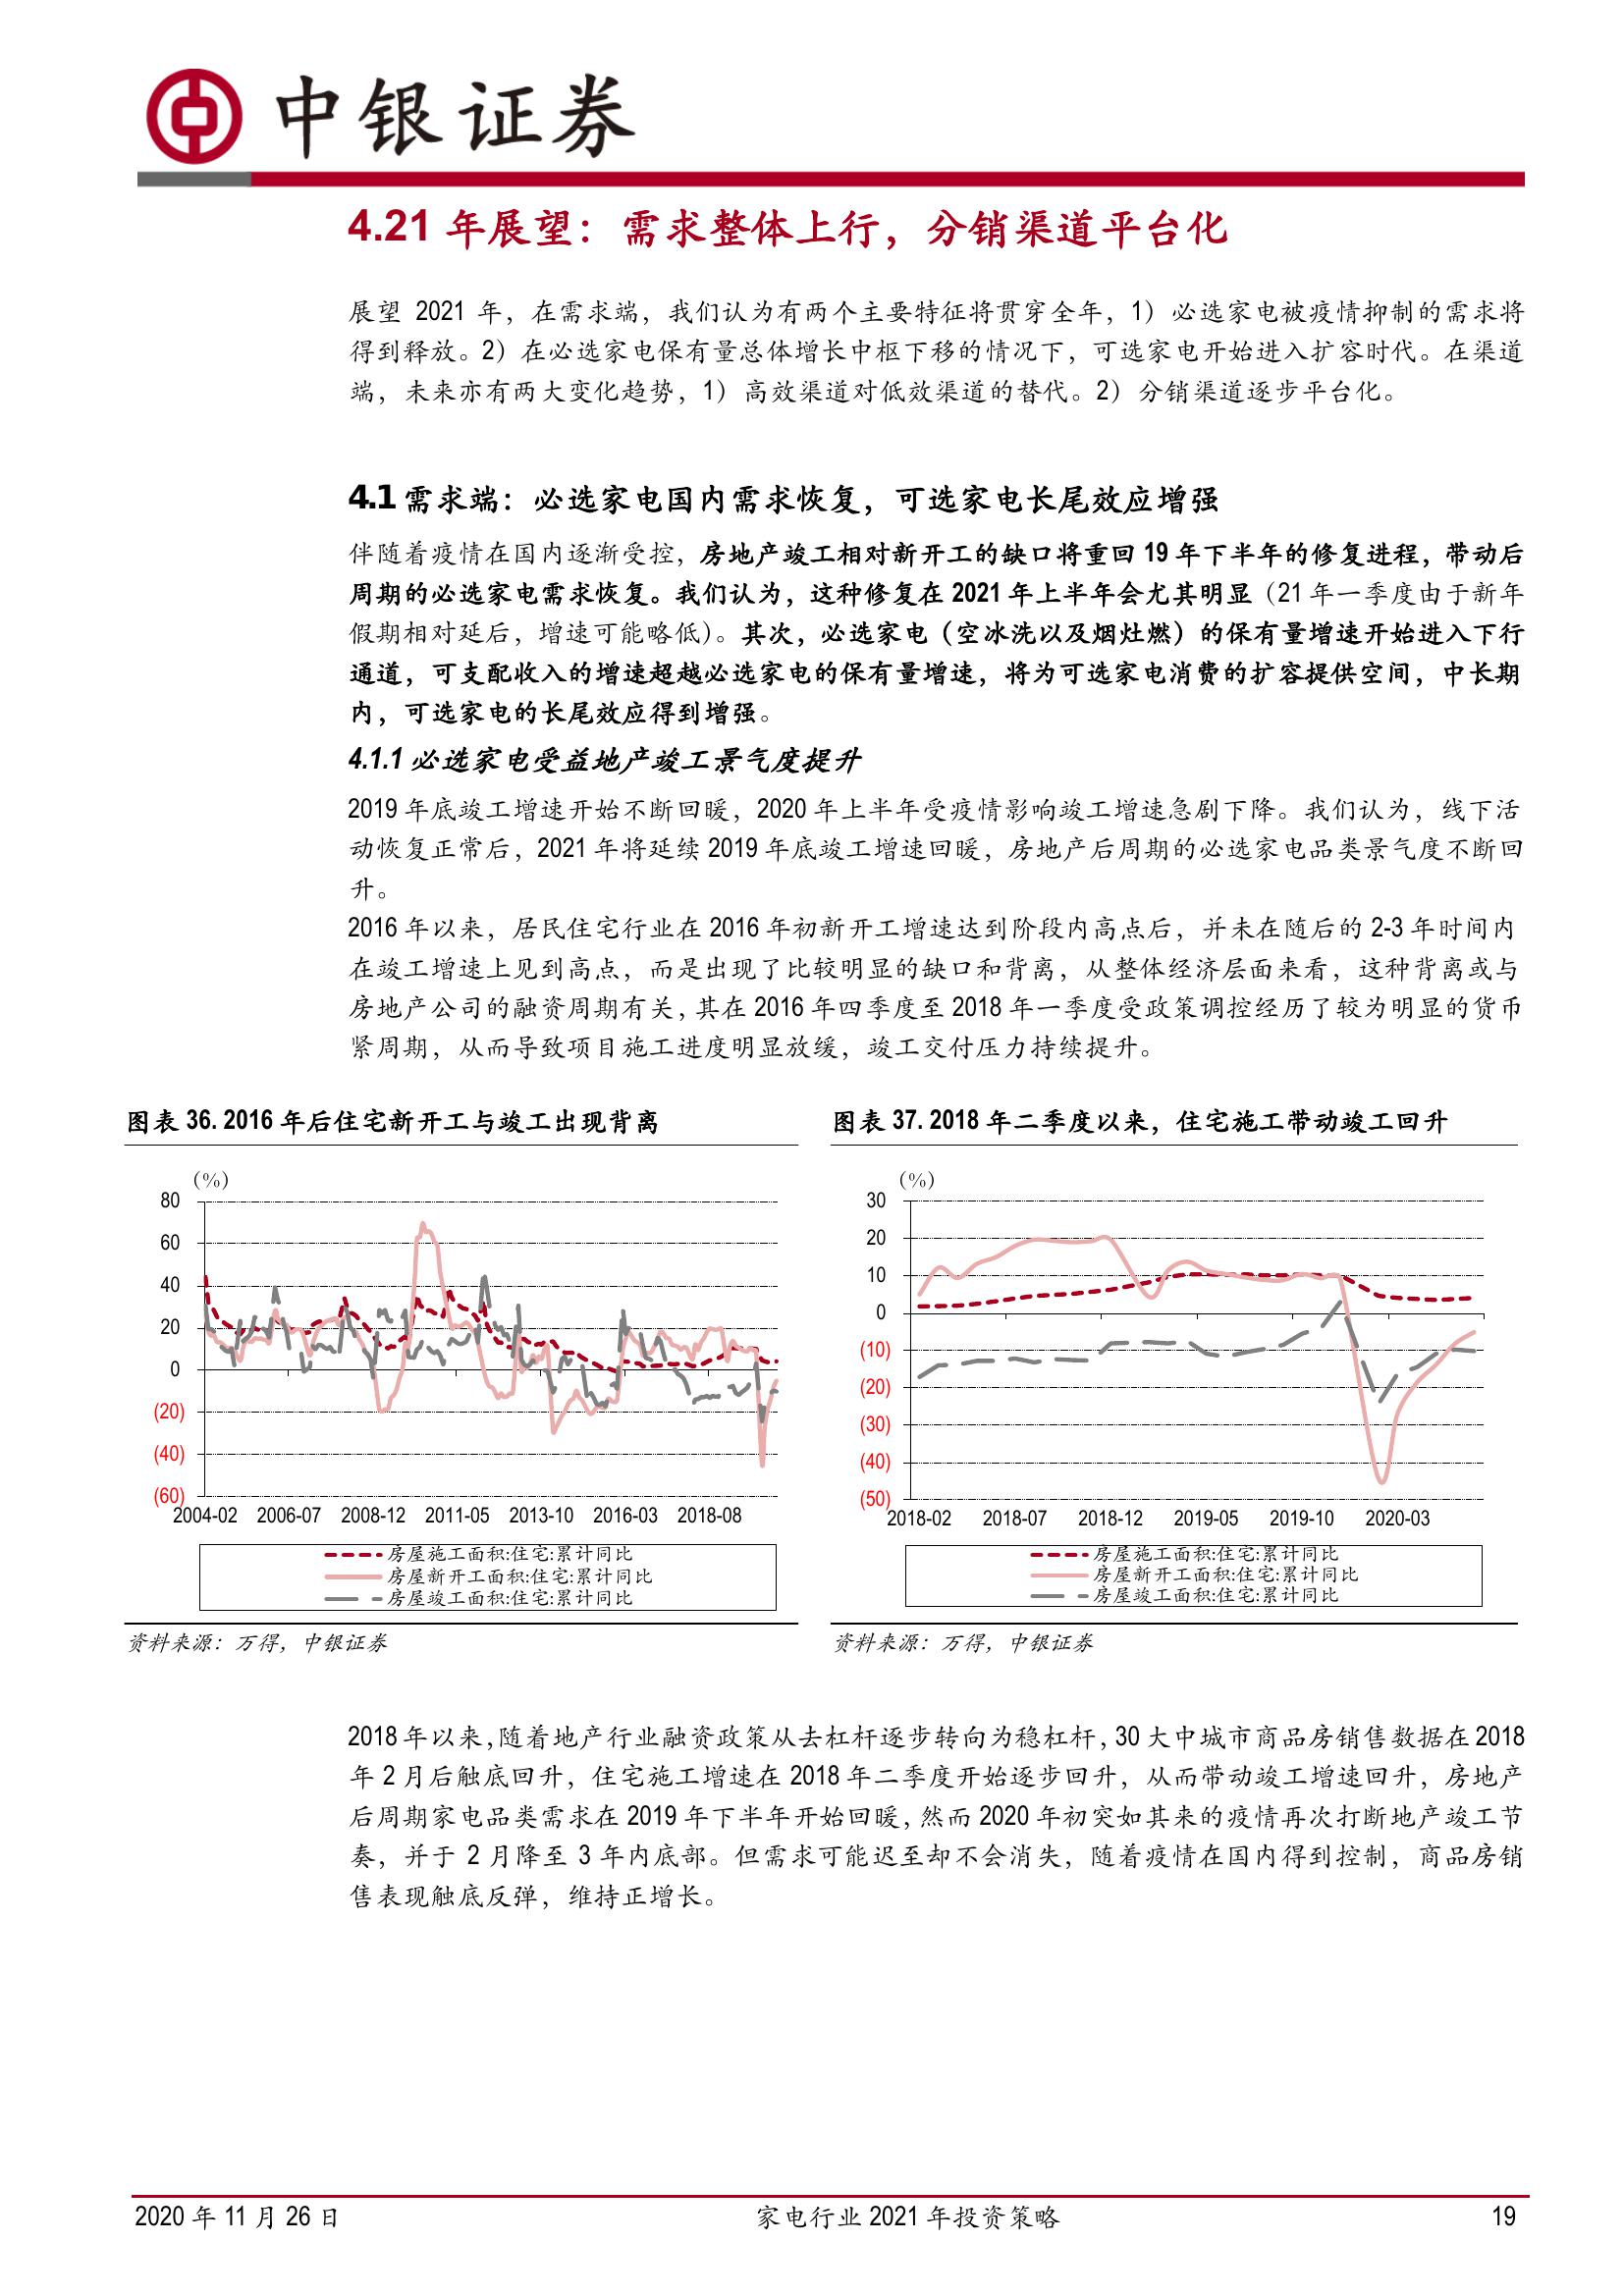 中银证券
4.21 年展望：需求整体上行，分销渠道平台化
展望 2021 年，在需求端，我们认为有两个主要特征将贯穿全年，1）必选家电被疫情抑制的需求将
得到释放。2）在必选家电保有量总体增长中枢下移的情况下，可选家电开始进入扩容时代。在渠道
端，未来亦有两大变化趋势，1）高效渠道对低效渠道的替代。2）分销渠道逐步平台化。
4.1 需求端：必选家电国内需求恢复，可选家电长尾效应增强
伴随着疫情在国内逐渐受控，房地产竣工相对新开工的缺口将重回 19 年下半年的修复进程，带动后
周期的必选家电需求恢复。我们认为，这种修复在 2021 年上半年会尤其明显（21 年一季度由于新年
假期相对延后，增速可能略低）。其次，必选家电（空冰洗以及烟灶燃）的保有量增速开始进入下行
通道，可支配收入的增速超越必选家电的保有量增速，将为可选家电消费的扩容提供空间，中长期
内，可选家电的长尾效应得到增强。
4.1.1 必选家电受益地产竣工景气度提升
2019 年底竣工增速开始不断回暖，2020 年上半年受疫情影响竣工增速急剧下降。我们认为，线下活
动恢复正常后，2021 年将延续 2019 年底竣工增速回暖，房地产后周期的必选家电品类景气度不断回
升。
2016 年以来，居民住宅行业在 2016 年初新开工增速达到阶段内高点后，并未在随后的 2-3 年时间内
在竣工增速上见到高点，而是出现了比较明显的缺口和背离，从整体经济层面来看，这种背离或与
房地产公司的融资周期有关，其在 2016 年四季度至 2018 年一季度受政策调控经历了较为明显的货币
紧周期，从而导致项目施工进度明显放缓，竣工交付压力持续提升。
图表 36. 2016 年后住宅新开工与竣工出现背离
(%)
80
60
40
20
0
(20)
(40)
(60)
2004-02 2006-07 2008-12 2011-05 2013-10 2016-03 2018-08
房屋施工面积:住宅:累计同比
房屋新开工面积:住宅:累计同比
房屋竣工面积:住宅:累计同比
资料来源：万得，中银证券
图表 37. 2018 年二季度以来，住宅施工带动竣工回升
(%)
30
20
10
0
(10)
(20)
(30)
(40)
(50)
2018-02 2018-07 2018-12 2019-05 2019-10 2020-03
房屋施工面积:住宅:累计同比
房屋新开工面积:住宅:累计同比
房屋竣工面积:住宅:累计同比
资料来源：万得，中银证券
2018 年以来，随着地产行业融资政策从去杠杆逐步转向为稳杠杆，30 大中城市商品房销售数据在 2018
年 2 月后触底回升，住宅施工增速在 2018 年二季度开始逐步回升，从而带动竣工增速回升，房地产
后周期家电品类需求在 2019 年下半年开始回暖，然而 2020 年初突如其来的疫情再次打断地产竣工节
奏，并于 2 月降至 3 年内底部。但需求可能迟至却不会消失，随着疫情在国内得到控制，商品房销
售表现触底反弹，维持正增长。
2020 年 11 月 26 日 家电行业 2021 年投资策略 19